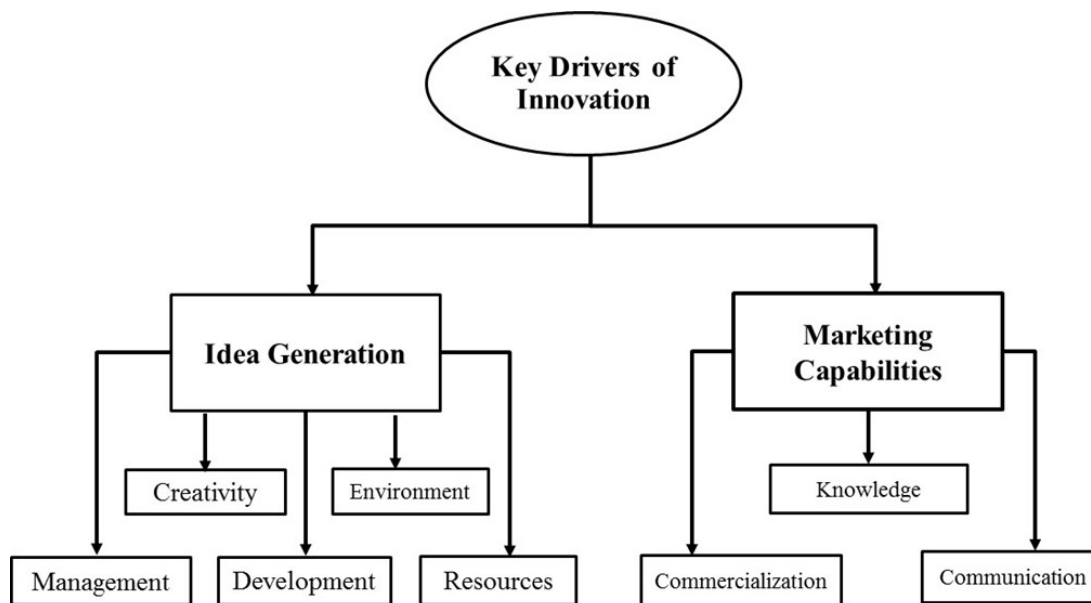 Key Drivers of
Innovation
Idea Generation
Marketing
Capabilities
Creativity
Environment
Knowledge
Management
Development
Resources
Commercialization
Communication